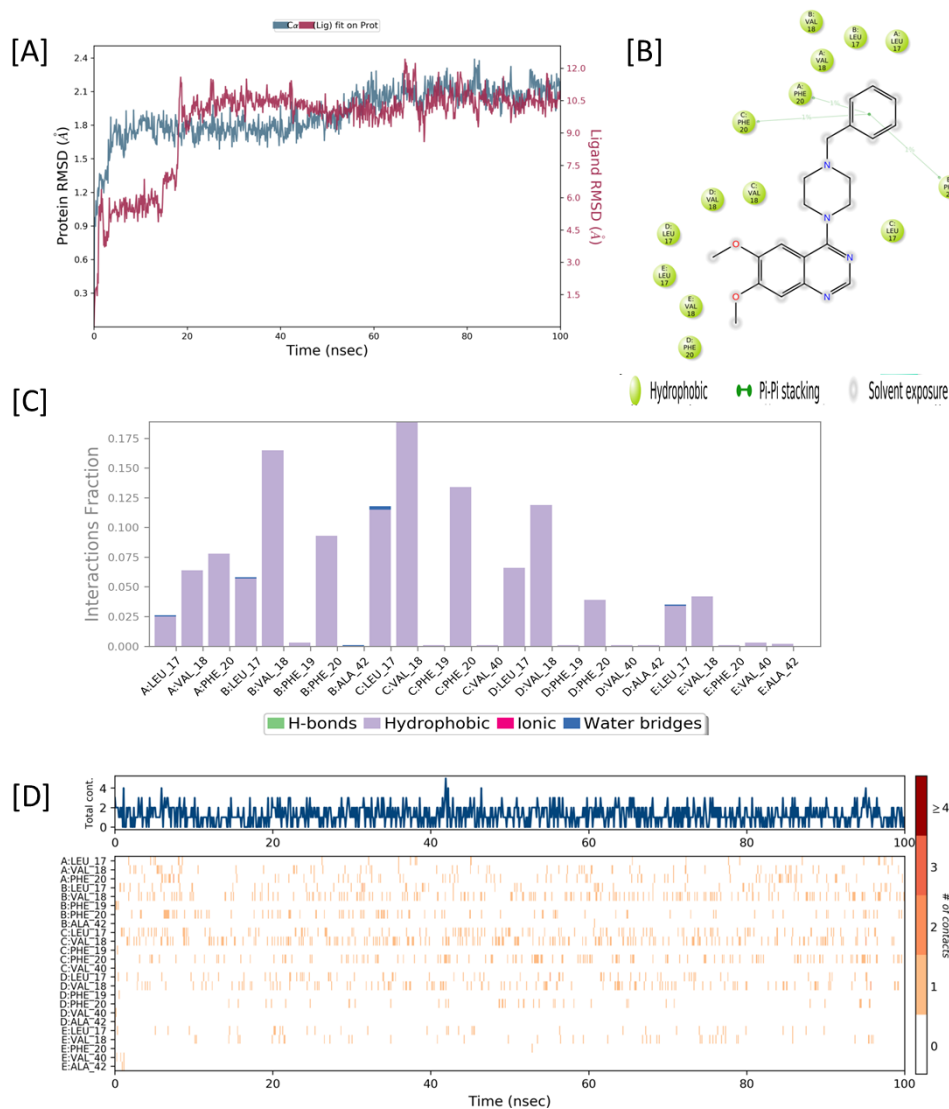 [A]
Cα (Lig) fit on Prot
Protein RMSD (Å)
2.4
2.1
1.8
1.5
1.2
0.9
0.6
0.3
12.0
10.5
9.0
7.5
6.0
4.5
3.0
1.5
Ligand RMSD (Å)
0 20 40 60 80 100
Time (nsec)
[B]
B: VAL 18
B: LEU 17
A: LEU 17
A: VAL 18
A: PHE 20
C: PHE 20
1%
D: VAL 18
C: VAL 18
D: LEU 17
C: LEU 17
E: LEU 17
E: VAL 18
D: PHE 20
N
N
N
N
O
O
Hydrophobic Pi-Pi stacking Solvent exposure
[C]
Interactions Fraction
0.175
0.150
0.125
0.100
0.075
0.050
0.025
0.000
A:LEU_17 A:VAL_18 A:PHE_20 B:LEU_17 B:VAL_18 B:PHE_19 B:PHE_20 B:ALA_42 C:LEU_17 C:VAL_18 C:PHE_19 C:PHE_20 C:VAL_40 D:LEU_17 D:VAL_18 D:PHE_19 D:PHE_20 D:VAL_40 D:ALA_42 E:LEU_17 E:VAL_18 E:PHE_20 E:VAL_40 E:ALA_42
H-bonds Hydrophobic Ionic Water bridges
[D]
Total cont.
4
2
0
0 20 40 60 80 100
A:LEU_17
A:VAL_18
A:PHE_20
B:LEU_17
B:VAL_18
B:PHE_19
B:PHE_20
B:ALA_42
C:LEU_17
C:VAL_18
C:PHE_19
C:PHE_20
C:VAL_40
D:LEU_17
D:VAL_18
D:PHE_19
D:PHE_20
D:VAL_40
D:ALA_42
E:LEU_17
E:VAL_18
E:PHE_20
E:VAL_40
E:ALA_42
0 20 40 60 80 100
Time (nsec)
≥4
3
2
1
0
# of contacts